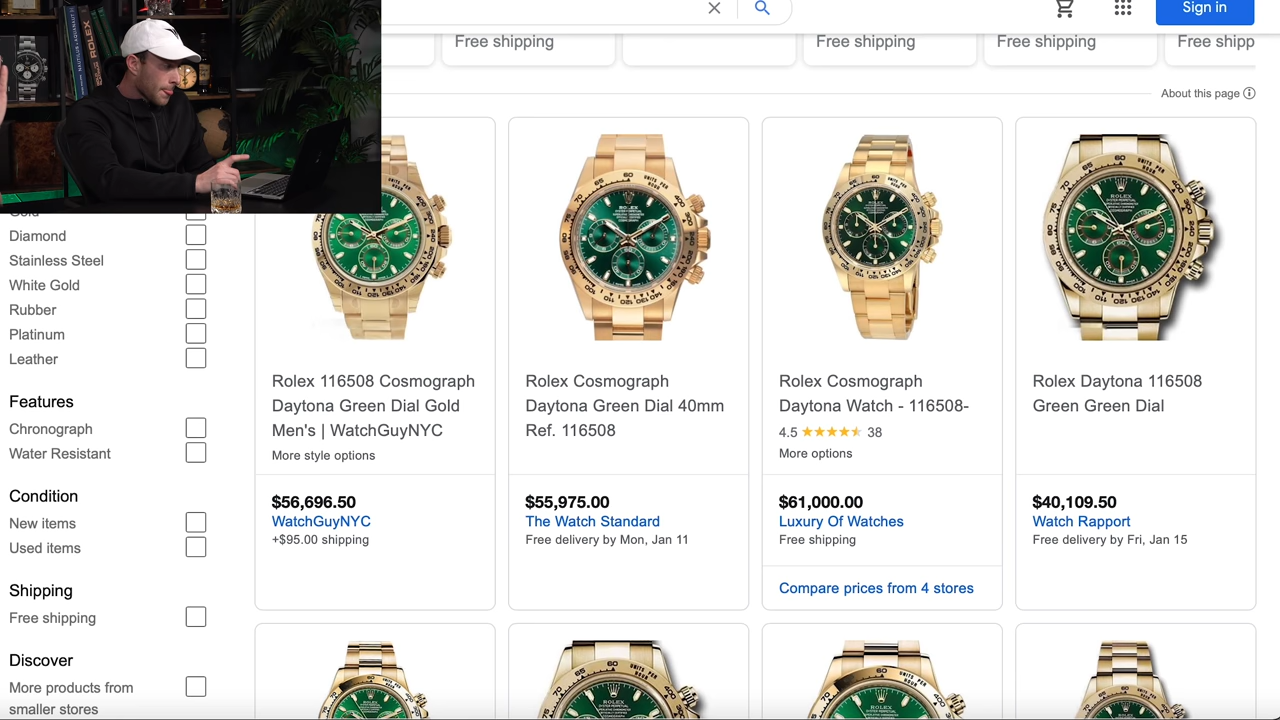 Sign in
Free shipping
Free shipping
Free shipping
Free shipp
About this page
NAUTILUS • AQUANAUT
ROLEX
Gold
Diamond
Stainless Steel
White Gold
Rubber
Platinum
Leather
Features
Chronograph
Water Resistant
Condition
New items
Used items
Shipping
Free shipping
Discover
More products from
smaller stores
Rolex 116508 Cosmograph
Daytona Green Dial Gold
Men's | WatchGuyNYC
More style options
$56,696.50
WatchGuyNYC
+$95.00 shipping
Rolex Cosmograph
Daytona Green Dial 40mm
Ref. 116508
$55,975.00
The Watch Standard
Free delivery by Mon, Jan 11
Rolex Cosmograph
Daytona Watch - 116508-
4.5 38
More options
$61,000.00
Luxury Of Watches
Free shipping
Compare prices from 4 stores
Rolex Daytona 116508
Green Green Dial
$40,109.50
Watch Rapport
Free delivery by Fri, Jan 15